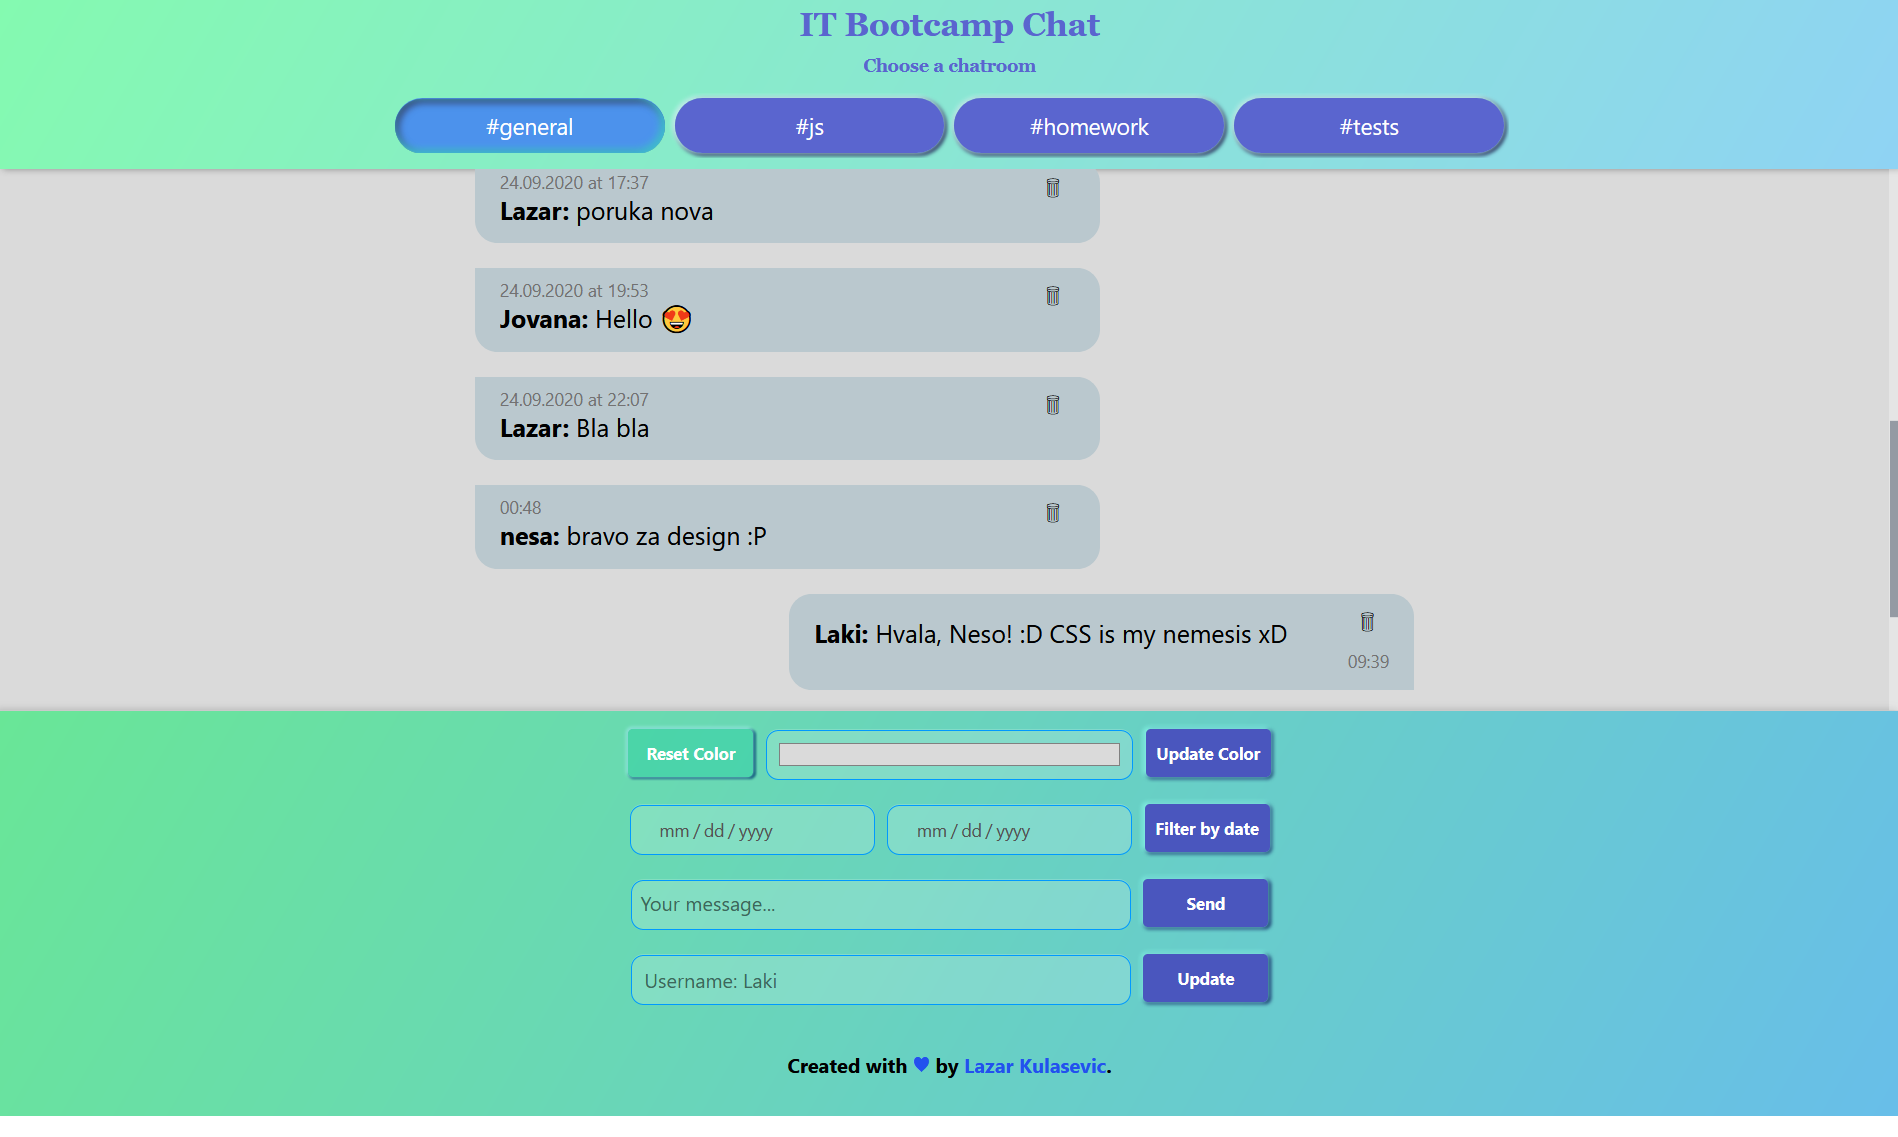 IT Bootcamp Chat
Choose a chatroom
#general #js #homework #tests
24.09.2020 at 17:37
Lazar: poruka nova
24.09.2020 at 19:53
Jovana: Hello 😍
24.09.2020 at 22:07
Lazar: Bla bla
00:48
nesa: bravo za design :P
Laki: Hvala, Neso! :D CSS is my nemesis xD
09:39
Reset Color Update Color
mm / dd / yyyy mm / dd / yyyy Filter by date
Your message... Send
Username: Laki Update
Created with ♥ by Lazar Kulasevic.